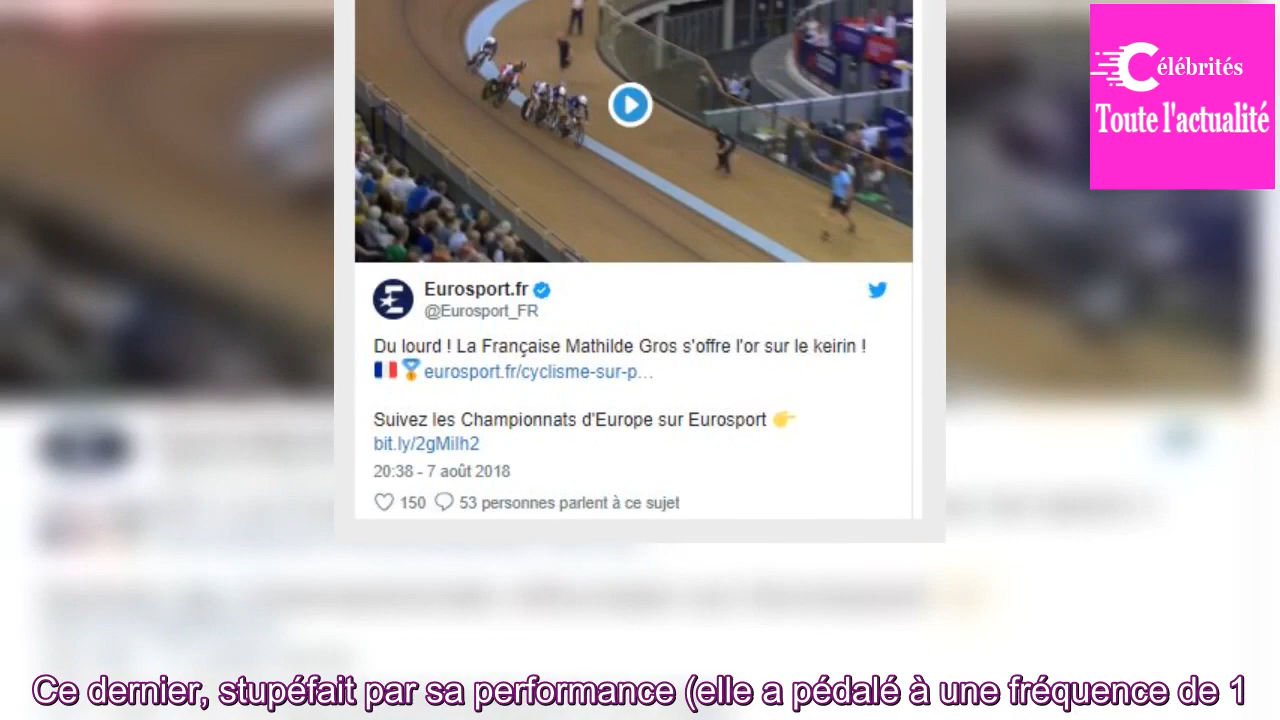 Célébrités
Toute l'actualité
Eurosport.fr
@Eurosport_FR
Du lourd ! La Française Mathilde Gros s'offre l'or sur le keirin !
eurosport.fr/cyclisme-sur-p…
Suivez les Championnats d'Europe sur Eurosport
bit.ly/2gMilh2
20:38 - 7 août 2018
150 53 personnes parlent à ce sujet
Ce dernier, stupéfait par sa performance (elle a pédalé à une fréquence de 1